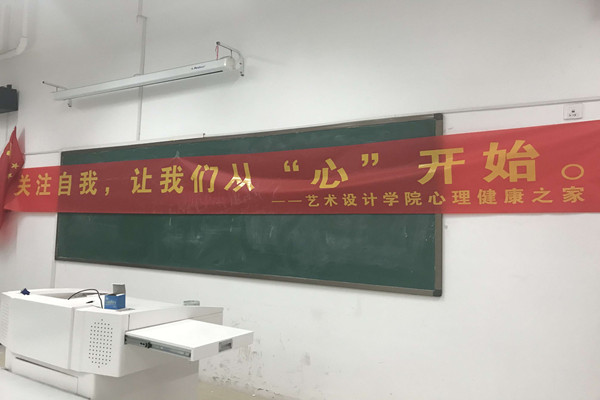 关注自我，让我们从“心”开始。
——艺术设计学院心理健康之家